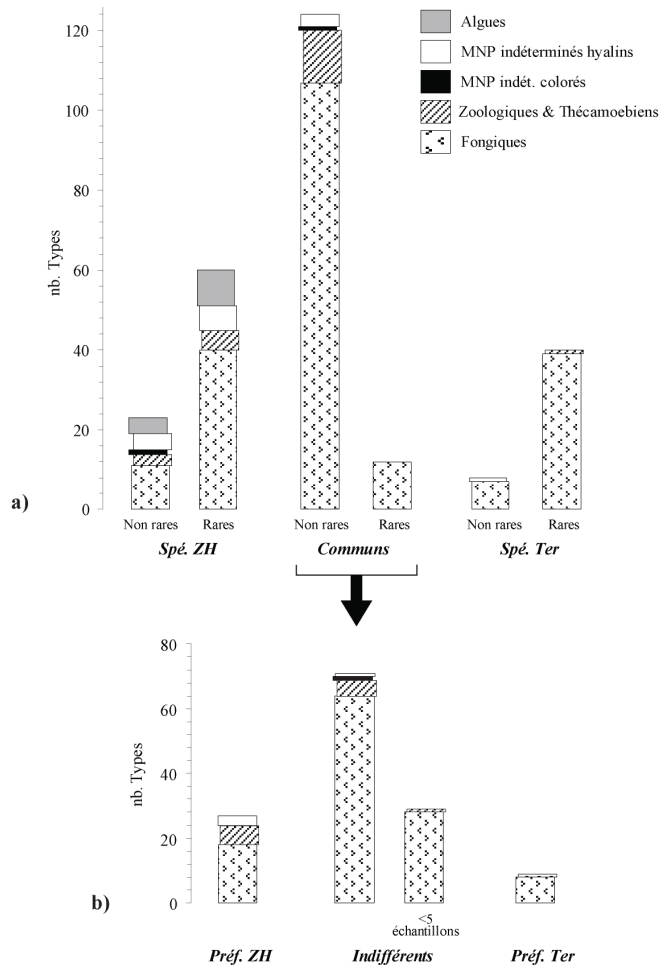 Algues
MNP indéterminés hyalins
MNP indét. colorés
Zoologiques & Thécamoebiens
Fongiques
nb. Types
120
100
80
60
40
20
0
a)
Non rares Rares Non rares Rares Non rares Rares
Spé. ZH Communs Spé. Ter
nb. Types
80
60
40
20
0
b)
<5
échantillons
Préf. ZH Indifférents Préf. Ter